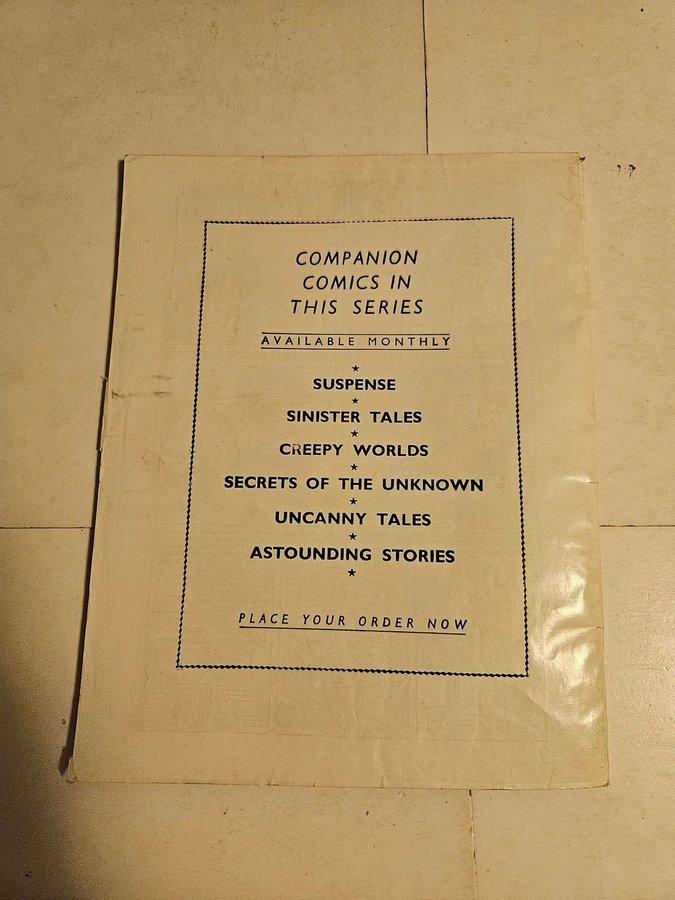 COMPANION
COMICS IN
THIS SERIES
AVAILABLE MONTHLY
SUSPENSE
SINISTER TALES
CREEPY WORLDS
SECRETS OF THE UNKNOWN
UNCANNY TALES
ASTOUNDING STORIES
PLACE YOUR ORDER NOW